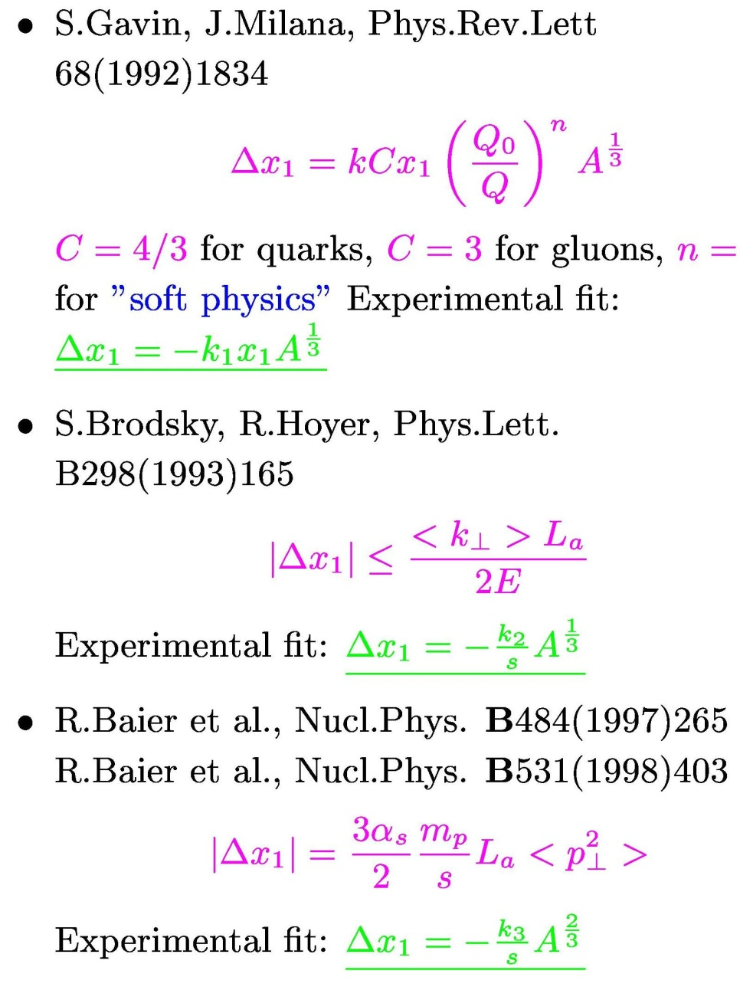 • S.Gavin, J.Milana, Phys.Rev.Lett
68(1992)1834
$\Delta x_1 = kCx_1 \left( \frac{Q_0}{Q} \right)^n A^{\frac{1}{3}}$
$C = 4/3$ for quarks, $C = 3$ for gluons, $n =$
for ”soft physics” Experimental fit:
$\Delta x_1 = -k_1 x_1 A^{\frac{1}{3}}$
• S.Brodsky, R.Hoyer, Phys.Lett.
B298(1993)165
$|\Delta x_1| \leq \frac{< k_\perp > L_a}{2E}$
Experimental fit: $\Delta x_1 = -\frac{k_2}{s} A^{\frac{1}{3}}$
• R.Baier et al., Nucl.Phys. B484(1997)265
R.Baier et al., Nucl.Phys. B531(1998)403
$|\Delta x_1| = \frac{3\alpha_s}{2} \frac{m_p}{s} L_a < p_\perp^2 >$
Experimental fit: $\Delta x_1 = -\frac{k_3}{s} A^{\frac{2}{3}}$